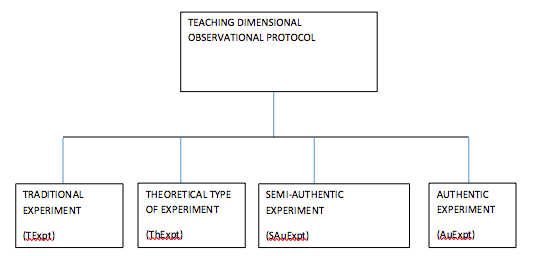 TEACHING DIMENSIONAL
OBSERVATIONAL PROTOCOL
TRADITIONAL
EXPERIMENT
(TExpt)
THEORETICAL TYPE
OF EXPERIMENT
(ThExpt)
SEMI-AUTHENTIC
EXPERIMENT
(SAuExpt)
AUTHENTIC
EXPERIMENT
(AuExpt)